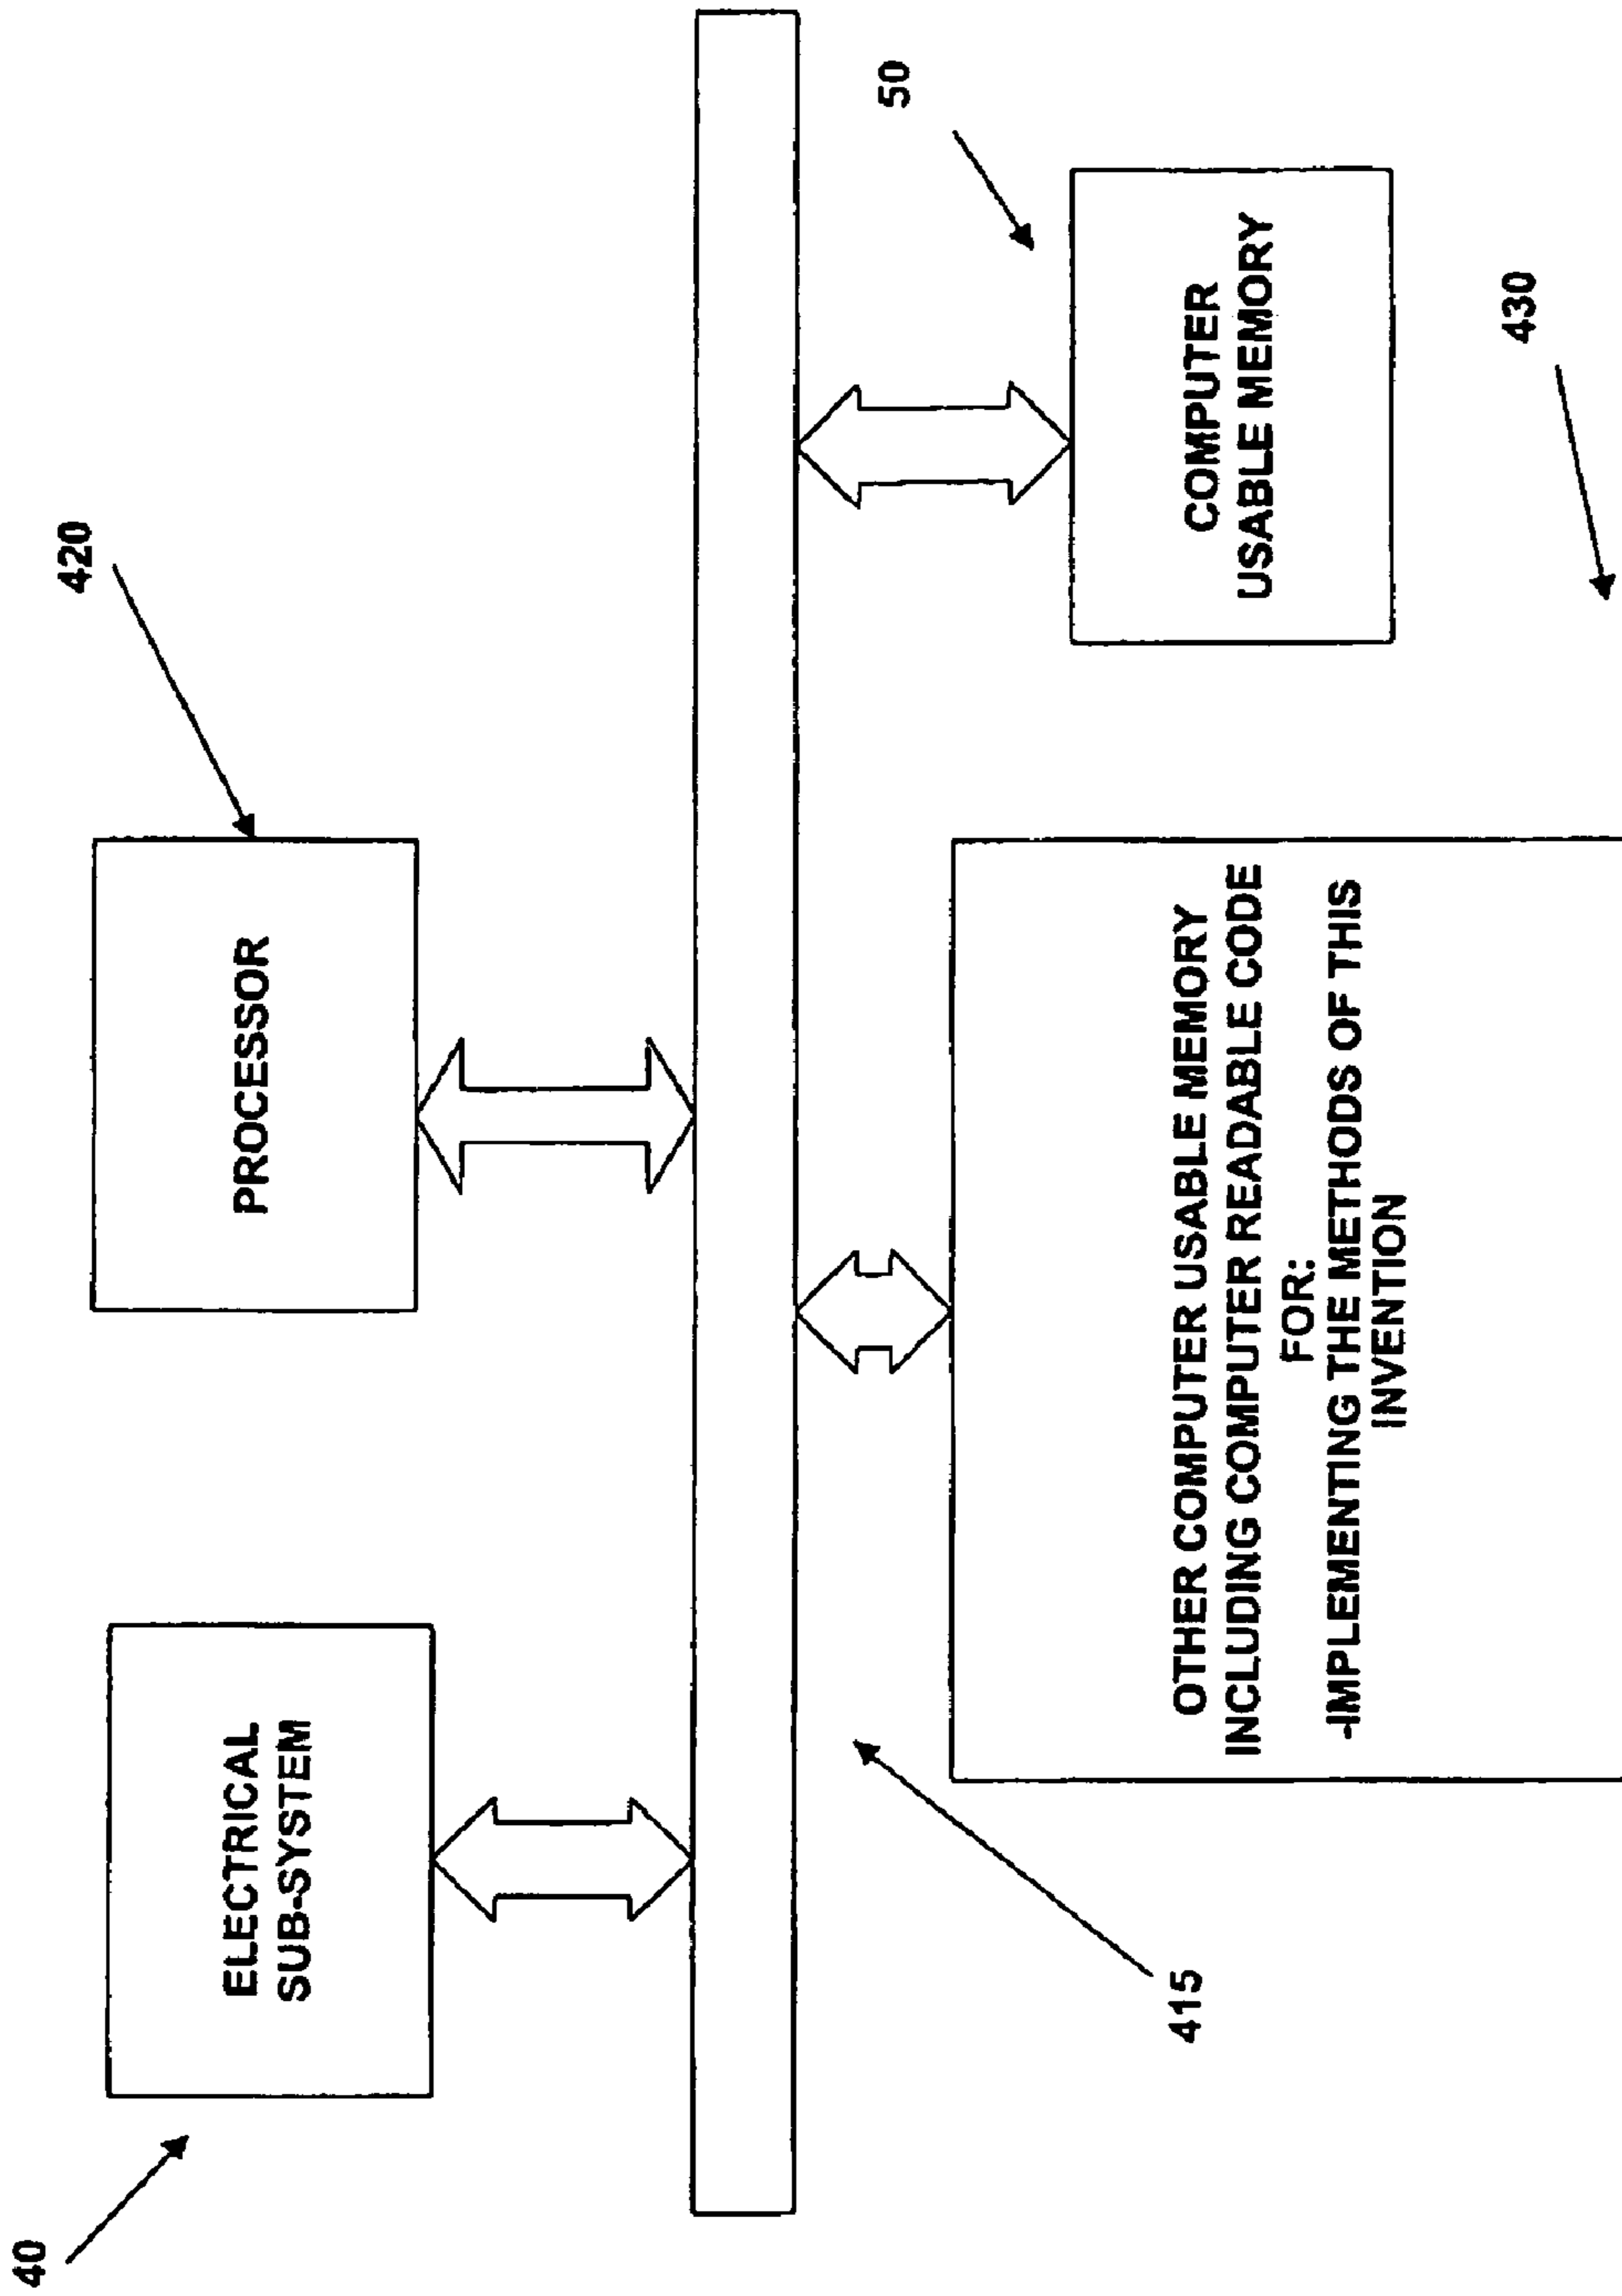 40
ELECTRICAL
SUB-SYSTEM
PROCESSOR
420
415
OTHER COMPUTER USABLE MEMORY
INCLUDING COMPUTER READABLE CODE
FOR:
-IMPLEMENTING THE METHODS OF THIS
INVENTION
COMPUTER
USABLE MEMORY
50
430